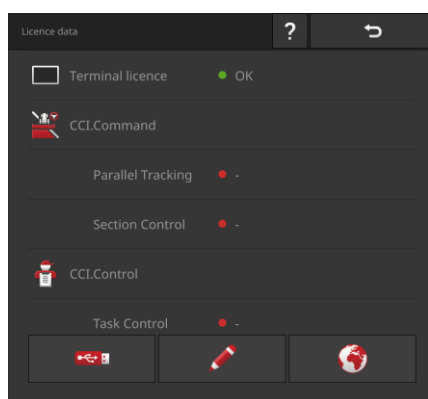 Licence data ?
Terminal licence OK
CCI.Command
Parallel Tracking -
Section Control -
CCI.Control
Task Control -